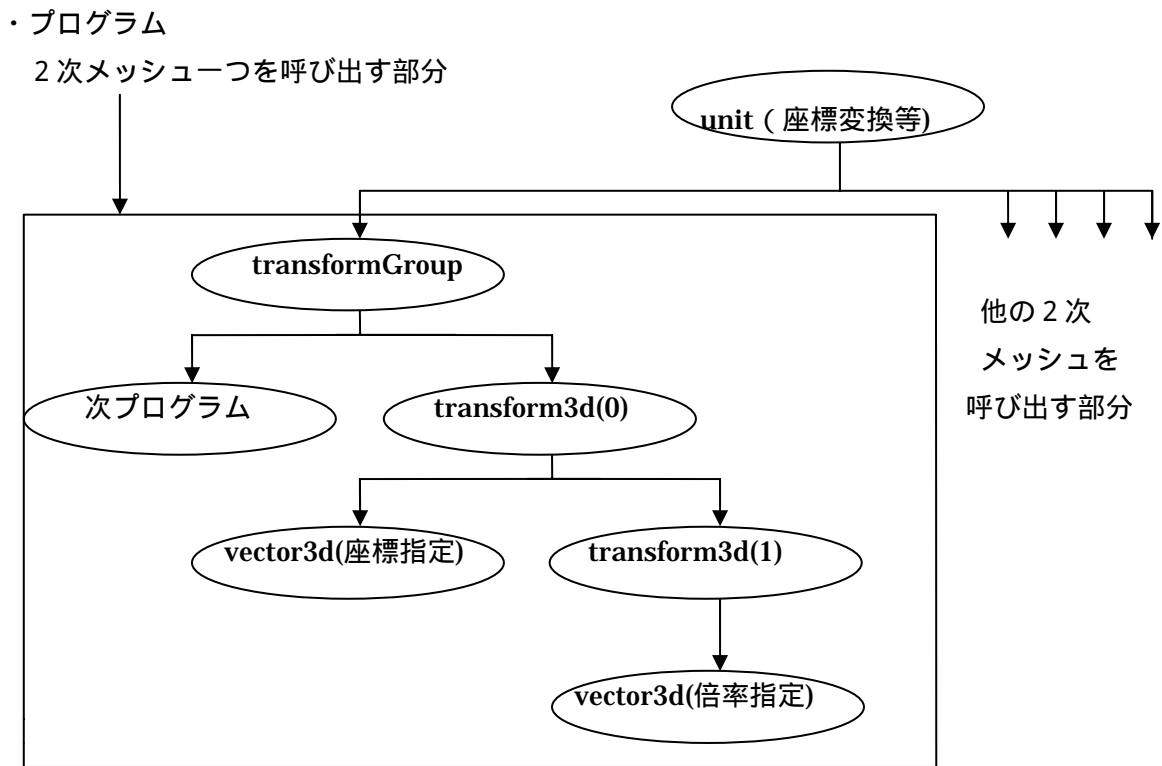 ・プログラム
2次メッシュ一つを呼び出す部分
unit(座標変換等)
transformGroup
次プログラム
transform3d(0)
他の2次
メッシュを
呼び出す部分
vector3d(座標指定)
transform3d(1)
vector3d(倍率指定)